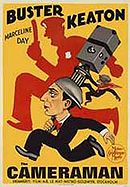 BUSTER KEATON
MARCELINE
DAY
The
CAMERAMAN